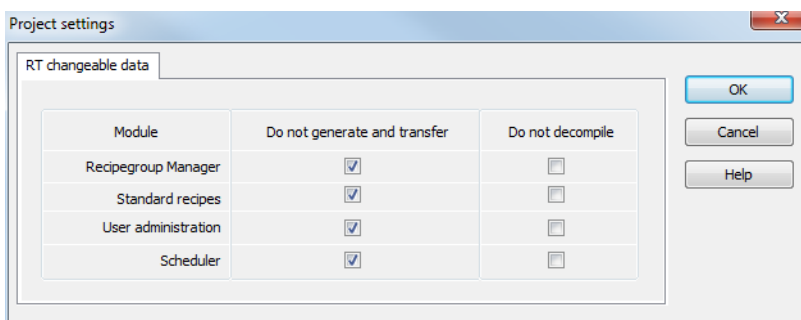 Project settings
RT changeable data
OK
Module Do not generate and transfer Do not decompile
Cancel
Recipegroup Manager
Help
Standard recipes
User administration
Scheduler